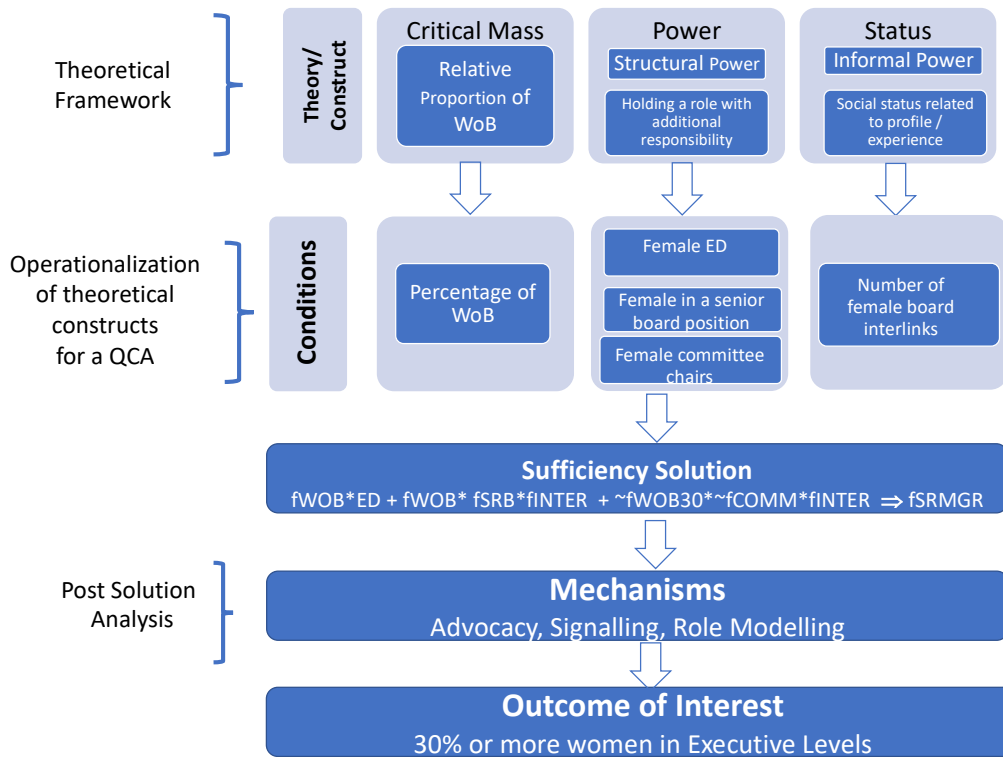 Theoretical
Framework
Theory/
Construct
Critical Mass
Relative
Proportion of
WoB
Power
Structural Power
Holding a role with
additional
responsibility
Status
Informal Power
Social status related
to profile /
experience
Operationalization
of theoretical
constructs
for a QCA
Conditions
Percentage of
WoB
Female ED
Female in a senior
board position
Female committee
chairs
Number of
female board
interlinks
Sufficiency Solution
fWOB*ED + fWOB* fSRB*fINTER + ~fWOB30*~fCOMM*fINTER ⇒ fSRMGR
Post Solution
Analysis
Mechanisms
Advocacy, Signalling, Role Modelling
Outcome of Interest
30% or more women in Executive Levels